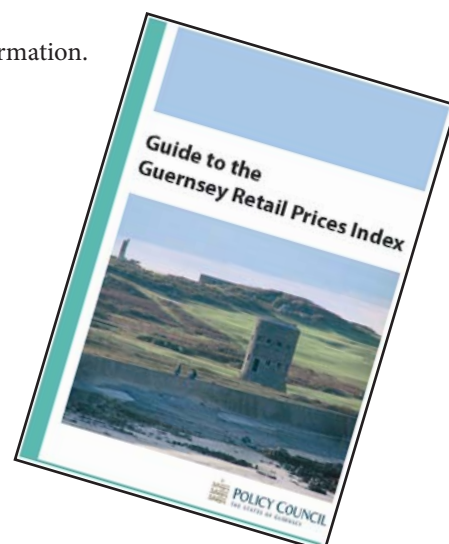 rmation.
Guide to the
Guernsey Retail Prices Index
POLICY COUNCIL
THE STATES OF GUERNSEY